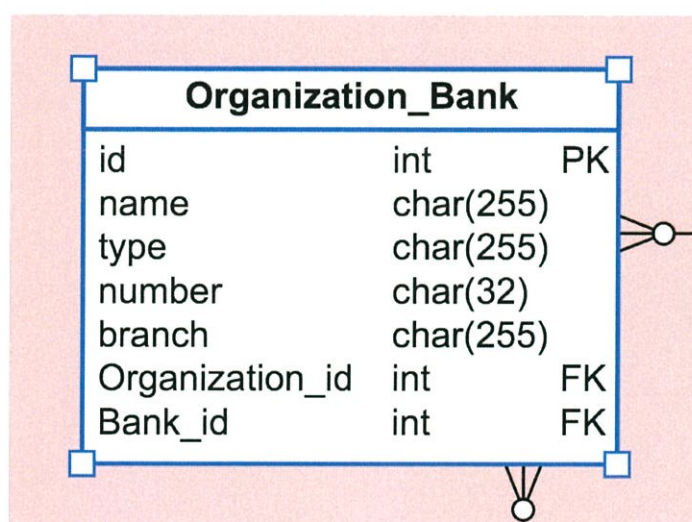 Organization_Bank
id int PK
name char(255)
type char(255)
number char(32)
branch char(255)
Organization_id int FK
Bank_id int FK